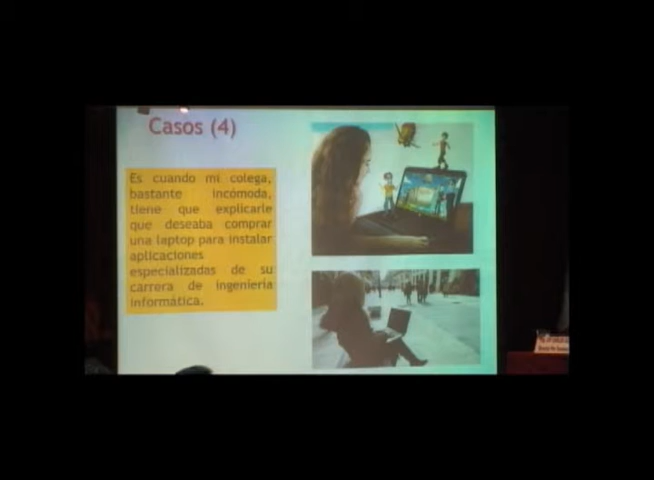 Casos (4)
Es cuando mi colega,
bastante incómoda,
tiene que explicarle
que deseaba comprar
una laptop para instalar
aplicaciones
especializadas de su
carrera de ingeniería
informática.